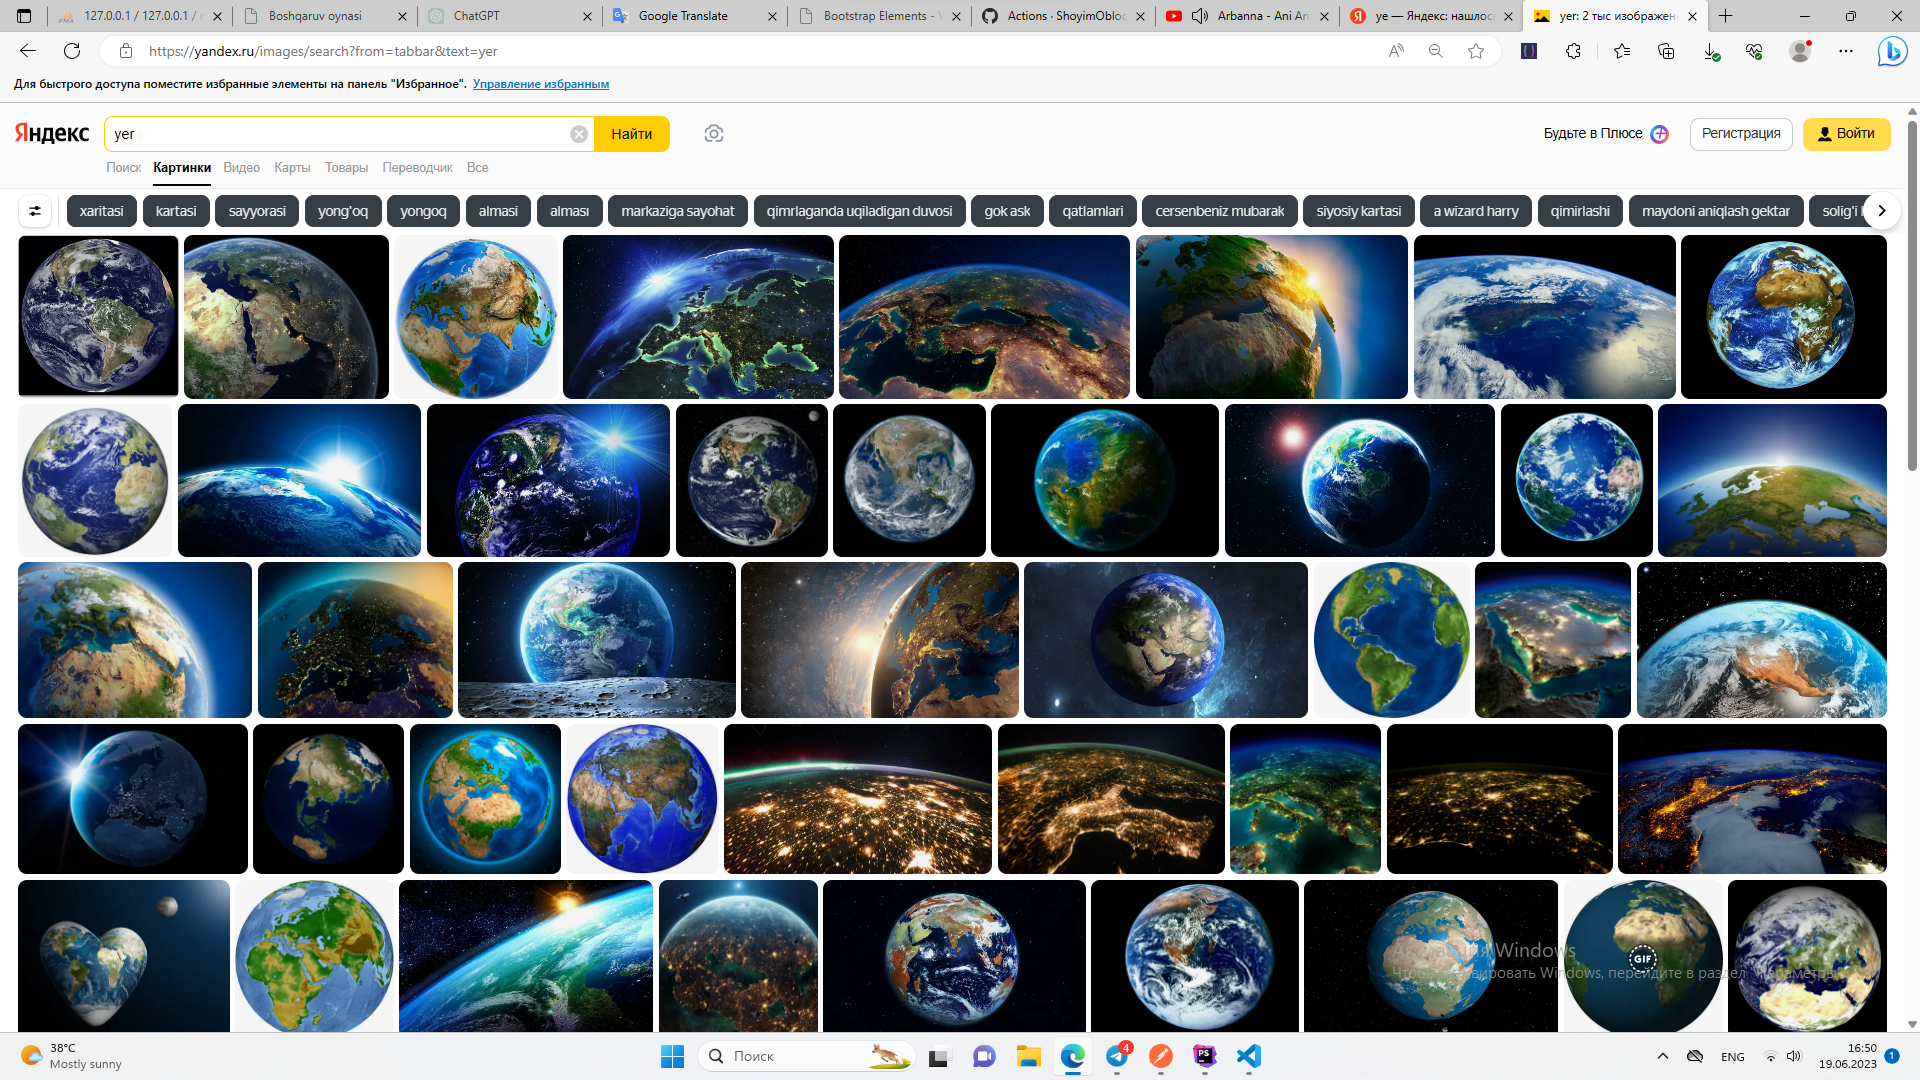 127.0.0.1 / 127.0.0.1 /
Boshqaruv oynasi
ChatGPT
Google Translate
Bootstrap Elements -
Actions · ShoyimObloq
Arbanna - Ani An
ye — Яндекс: нашлос
yer: 2 тыс изображен
https://yandex.ru/images/search?from=tabbar&text=yer
Для быстрого доступа поместите избранные элементы на панель "Избранное". Управление избранным
Яндекс
yer
Найти
Будьте в Плюсе
Регистрация
Войти
Поиск Картинки Видео Карты Товары Переводчик Все
xaritasi
kartasi
sayyorasi
yong'oq
yongoq
almasi
alması
markaziga sayohat
qimrlaganda uqiladigan duvosi
gok ask
qatlamlari
cersenbeniz mubarak
siyosiy kartasi
a wizard harry
qimirlashi
maydoni aniqlash gektar
solig'i
GIF
Windows
Чтобы активировать Windows, перейдите в раздел "Параметры".
38°C
Mostly sunny
Поиск
4
PS
ENG
16:50
19.06.2023
1